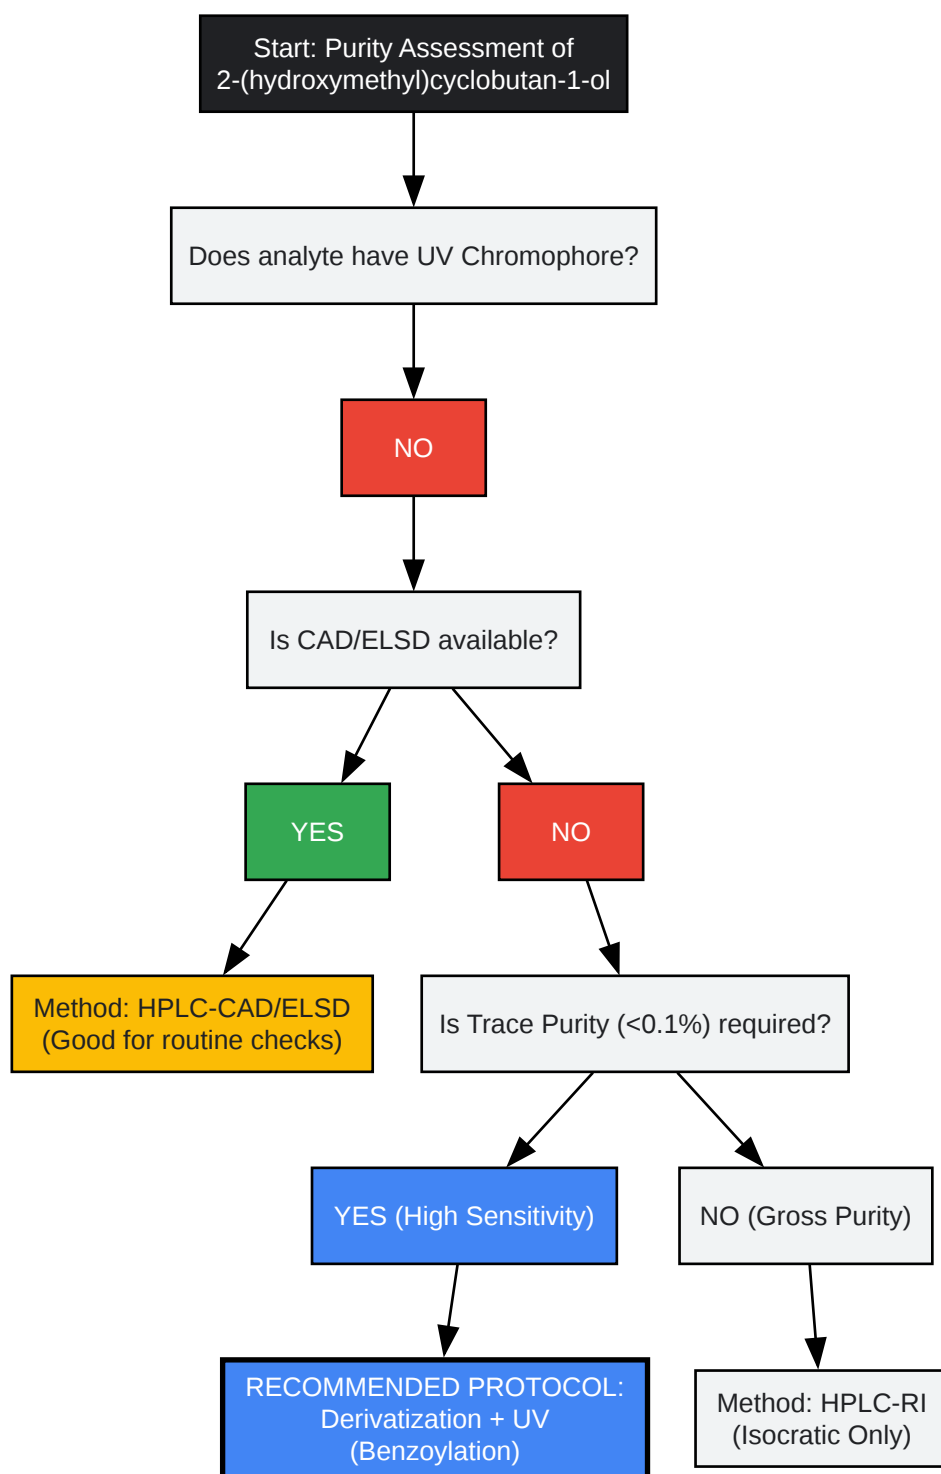 Start: Purity Assessment of
2-(hydroxymethyl)cyclobutan-1-ol
Does analyte have UV Chromophore?
NO
Is CAD/ELSD available?
YES
NO
Method: HPLC-CAD/ELSD
(Good for routine checks)
Is Trace Purity (<0.1%) required?
YES (High Sensitivity)
NO (Gross Purity)
RECOMMENDED PROTOCOL:
Derivatization + UV
(Benzoylation)
Method: HPLC-RI
(Isocratic Only)